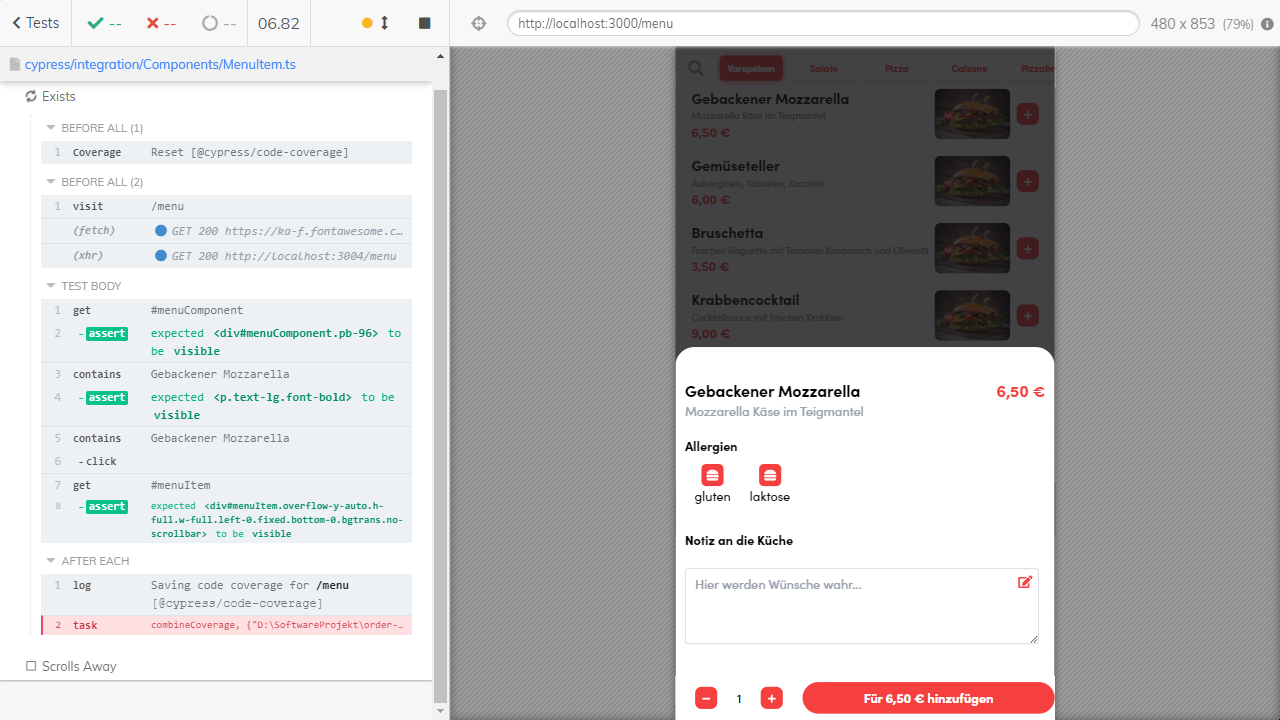 Tests
--
--
--
06.82
http://localhost:3000/menu
480 x 853 (79%)
cypress/integration/Components/MenuItem.ts
Exists
BEFORE ALL (1)
1 Coverage Reset [@cypress/code-coverage]
BEFORE ALL (2)
1 visit /menu
(fetch) GET 200 https://ka-f.fontawesome.c…
(xhr) GET 200 http://localhost:3004/menu
TEST BODY
1 get #menuComponent
2 -assert expected <div#menuComponent.pb-96> to
be visible
3 contains Gebackener Mozzarella
4 -assert expected <p.text-lg.font-bold> to be
visible
5 contains Gebackener Mozzarella
6 -click
7 get #menuItem
8 -assert expected <div#menuItem.overflow-y-auto.h-
full.w-full.left-0.fixed.bottom-0.bgtrans.no-
scrollbar> to be visible
AFTER EACH
1 log Saving code coverage for /menu
[@cypress/code-coverage]
2 task combineCoverage, {"D:\SoftwareProjekt\order-…
Scrolls Away
Vorspeisen Salate Pizza Calzone Pizzabr
Gebackener Mozzarella
Mozzarella Käse im Teigmantel
6,50 €
+
Gemüseteller
Auberginen, Tomaten, Zucchini
6,00 €
+
Bruschetta
Frisches Baguette mit Tomaten Knoblauch und Olivenöl
3,50 €
+
Krabbencocktail
Cocktailsauce mit frischen Krabben
9,00 €
+
Gebackener Mozzarella 6,50 €
Mozzarella Käse im Teigmantel
Allergien
gluten laktose
Notiz an die Küche
Hier werden Wünsche wahr...
− 1 + Für 6,50 € hinzufügen